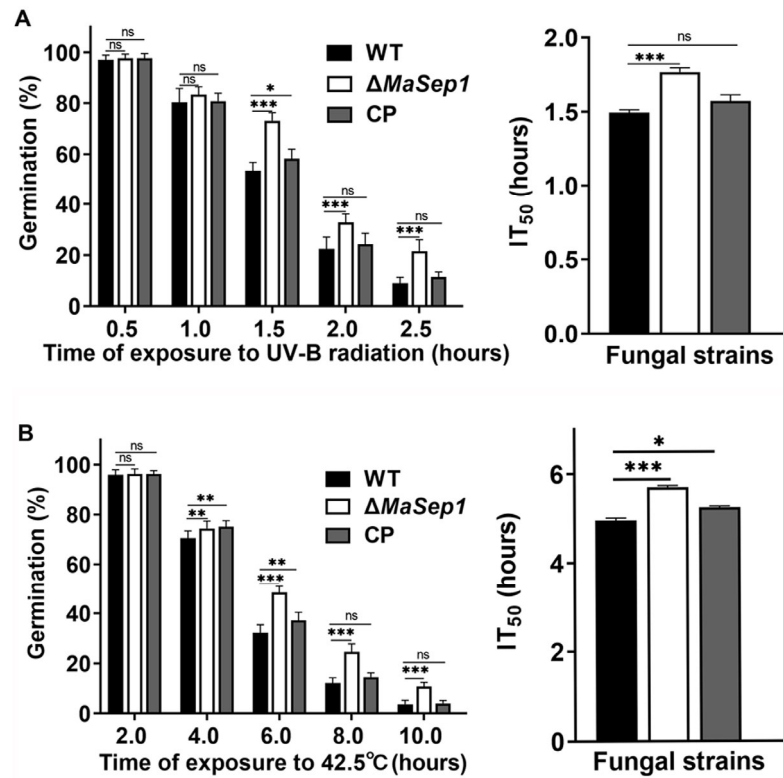 A
Germination (%)
100
80
60
40
20
0
ns
ns
ns
ns
*
***
ns
***
ns
***
WT
ΔMaSep1
CP
0.5 1.0 1.5 2.0 2.5
Time of exposure to UV-B radiation (hours)
IT50 (hours)
2.0
1.5
1.0
0.5
0.0
ns
***
Fungal strains
B
Germination (%)
100
80
60
40
20
0
ns
ns
**
**
**
***
ns
***
ns
***
WT
ΔMaSep1
CP
2.0 4.0 6.0 8.0 10.0
Time of exposure to 42.5℃ (hours)
IT50 (hours)
6
4
2
0
*
***
Fungal strains